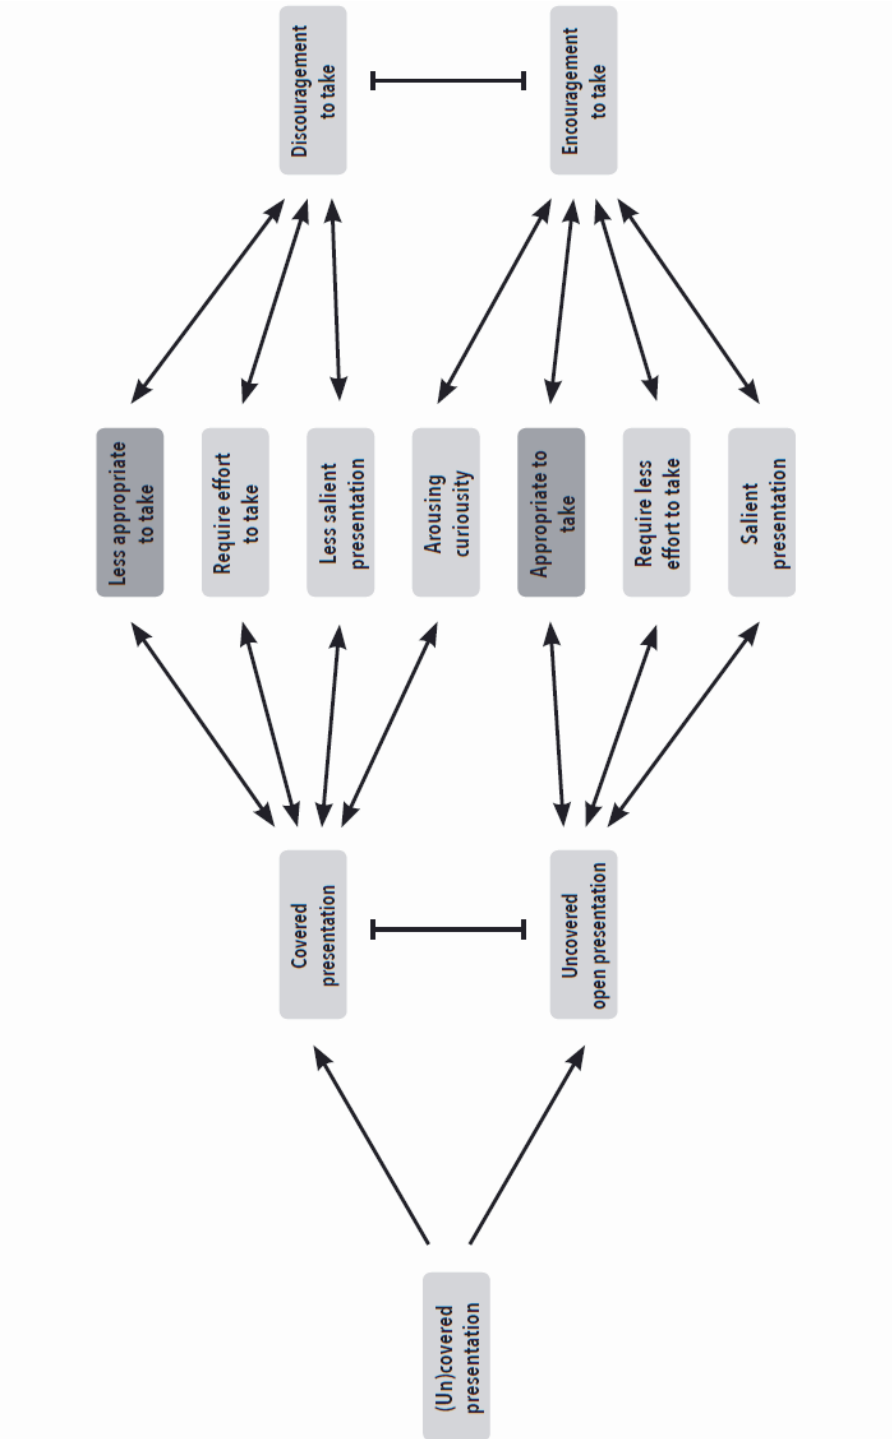 (Un)covered
presentation
Covered
presentation
Uncovered
open presentation
Less appropriate
to take
Require effort
to take
Less salient
presentation
Arousing
curiousity
Appropriate to
take
Require less
effort to take
Salient
presentation
Discouragement
to take
Encouragement
to take